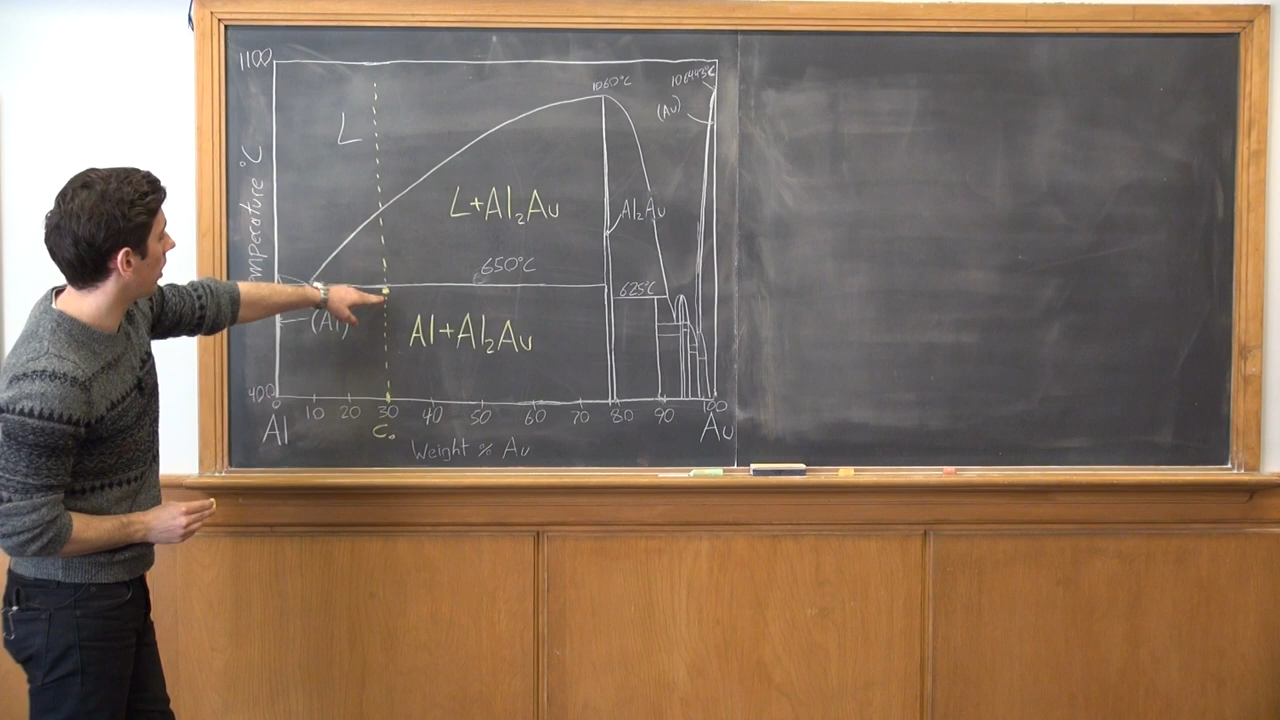 1100
1060°C
1064.43°C
(Au)
L
Temperature °C
L+Al₂Au
Al₂Au
650°C
625°C
(Al)
Al+Al₂Au
400
0 10 20 30 40 50 60 70 80 90 100
Al C₀ Au
Weight % Au